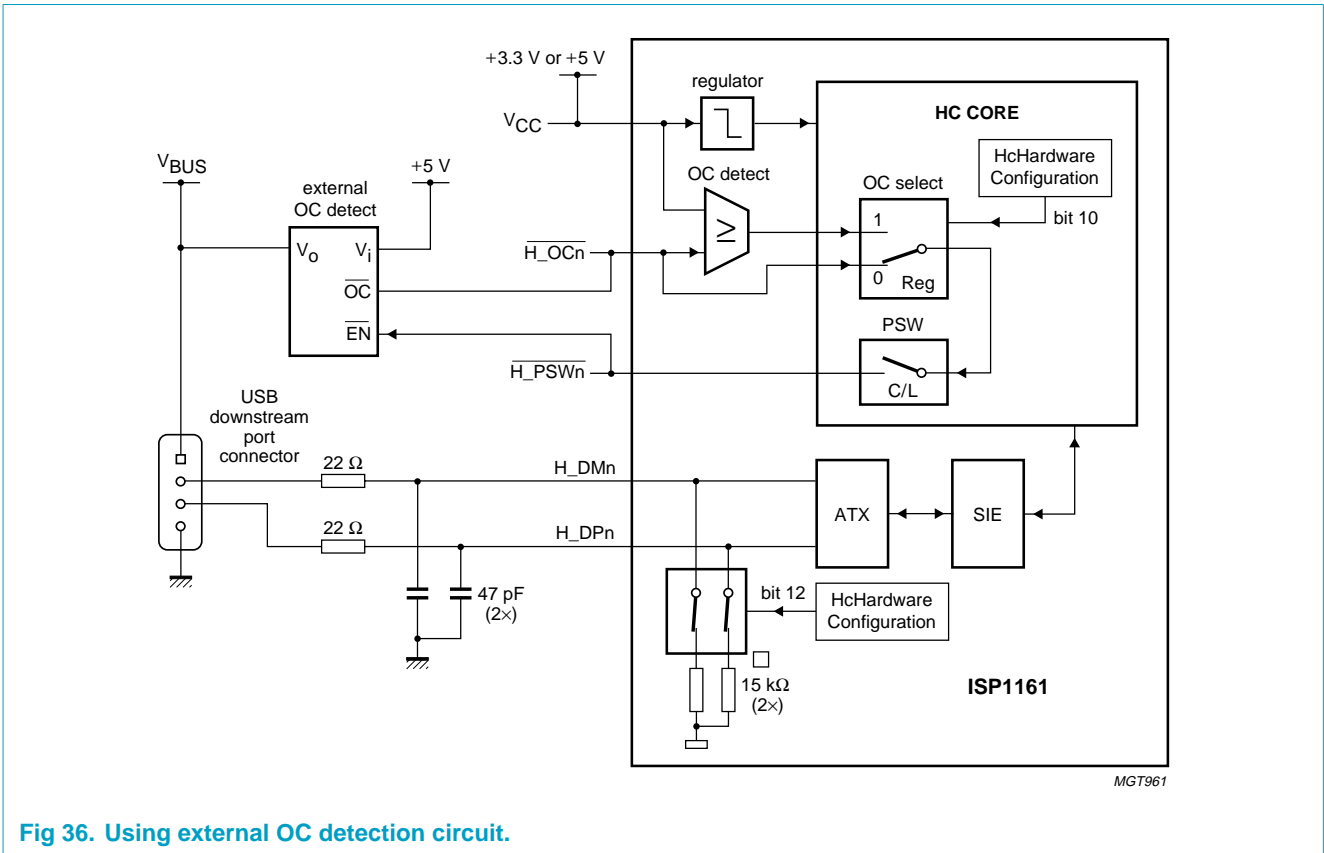 +3.3 V or +5 V
regulator
HC CORE
VCC
HcHardware
Configuration
VBUS
+5 V
OC detect
OC select
bit 10
external
OC detect
1
≥
Vo
Vi
H_OCn
0
Reg
OC
PSW
EN
H_PSWn
C/L
USB
downstream
port
connector
22 Ω
H_DMn
ATX
SIE
22 Ω
H_DPn
47 pF
(2×)
bit 12
HcHardware
Configuration
15 kΩ
(2×)
ISP1161
MGT961
Fig 36. Using external OC detection circuit.